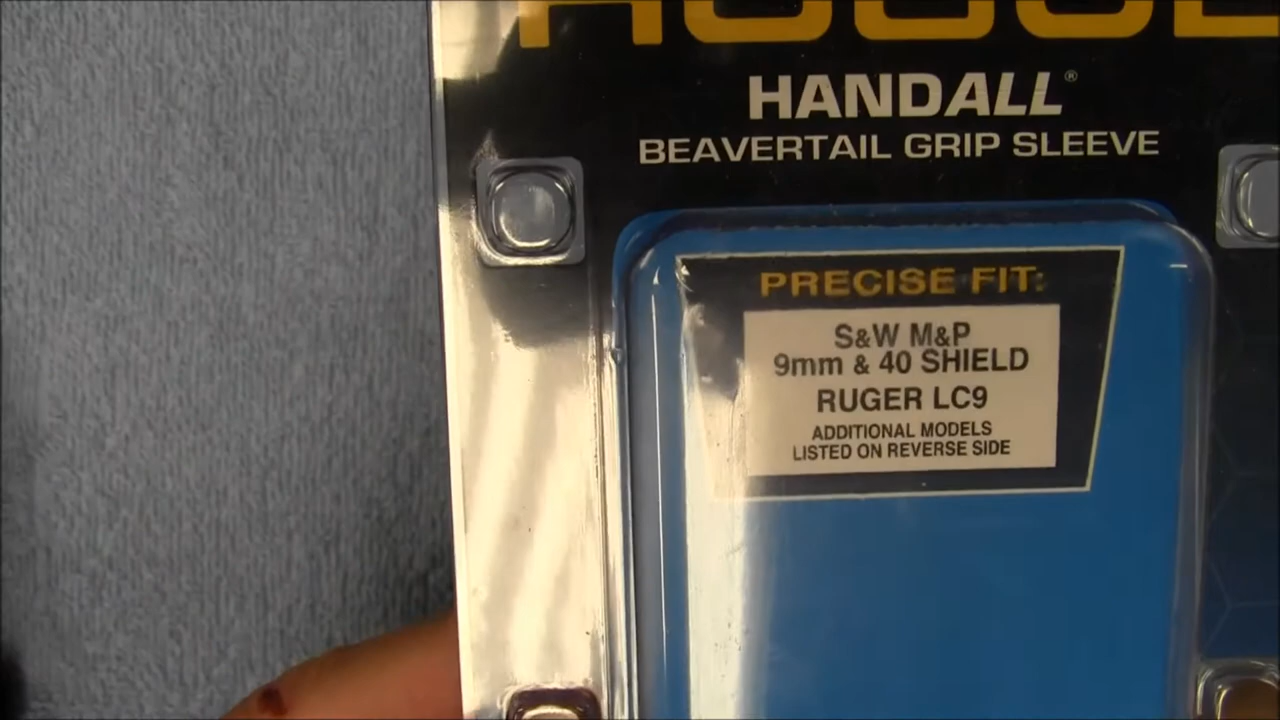 HANDALL®
BEAVERTAIL GRIP SLEEVE
PRECISE FIT:
S&W M&P
9mm & 40 SHIELD
RUGER LC9
ADDITIONAL MODELS
LISTED ON REVERSE SIDE